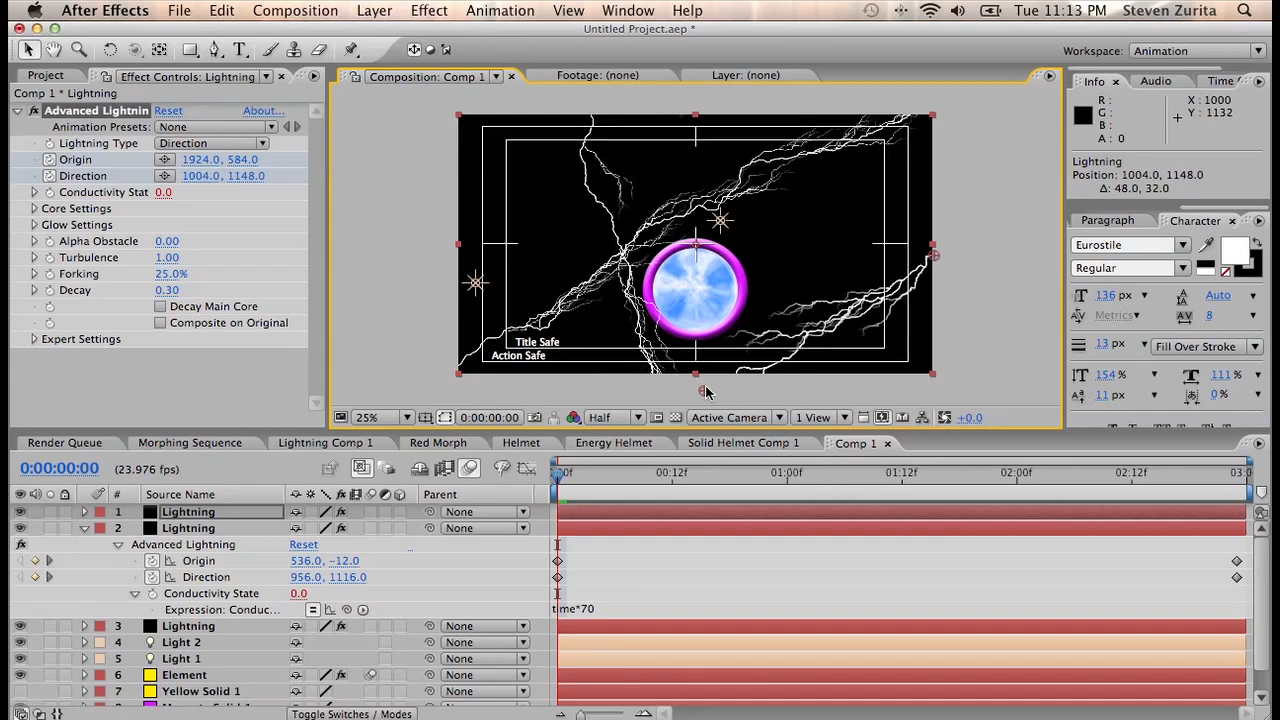 After Effects File Edit Composition Layer Effect Animation View Window Help Tue 11:13 PM Steven Zurita
Untitled Project.aep *
Workspace: Animation
Project Effect Controls: Lightning
Comp 1 * Lightning
Advanced Lightnin Reset About...
Animation Presets: None
Lightning Type Direction
Origin 1924.0, 584.0
Direction 1004.0, 1148.0
Conductivity Stat 0.0
Core Settings
Glow Settings
Alpha Obstacle 0.00
Turbulence 1.00
Forking 25.0%
Decay 0.30
Decay Main Core
Composite on Original
Expert Settings
Composition: Comp 1 Footage: (none) Layer: (none)
Title Safe
Action Safe
25% 0:00:00:00 Half Active Camera 1 View +0.0
Info Audio Time
R: X: 1000
G: Y: 1132
B:
A: 0
Lightning
Position: 1004.0, 1148.0
Δ: 48.0, 32.0
Paragraph Character
Eurostile
Regular
136 px Auto
Metrics 8
13 px Fill Over Stroke
154 % 111 %
11 px 0 %
Render Queue Morphing Sequence Lightning Comp 1 Red Morph Helmet Energy Helmet Solid Helmet Comp 1 Comp 1
0:00:00:00 (23.976 fps)
00f 00:12f 01:00f 01:12f 02:00f 02:12f 03:0
# Source Name Parent
1 Lightning None
2 Lightning None
Advanced Lightning Reset
Origin 536.0, -12.0
Direction 956.0, 1116.0
Conductivity State 0.0
Expression: Conduc... time*70
3 Lightning None
4 Light 2 None
5 Light 1 None
6 Element None
7 Yellow Solid 1 None
Toggle Switches / Modes